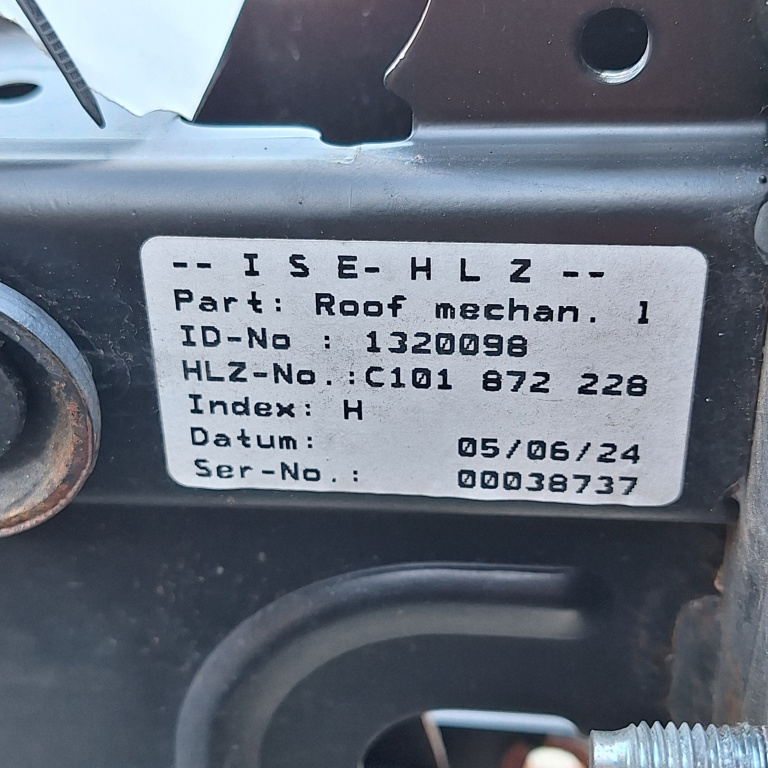 -- I S E- H L Z --
Part: Roof mechan. l
ID-No : 1320098
HLZ-No.:C101 872 228
Index: H
Datum: 05/06/24
Ser-No.: 00038737